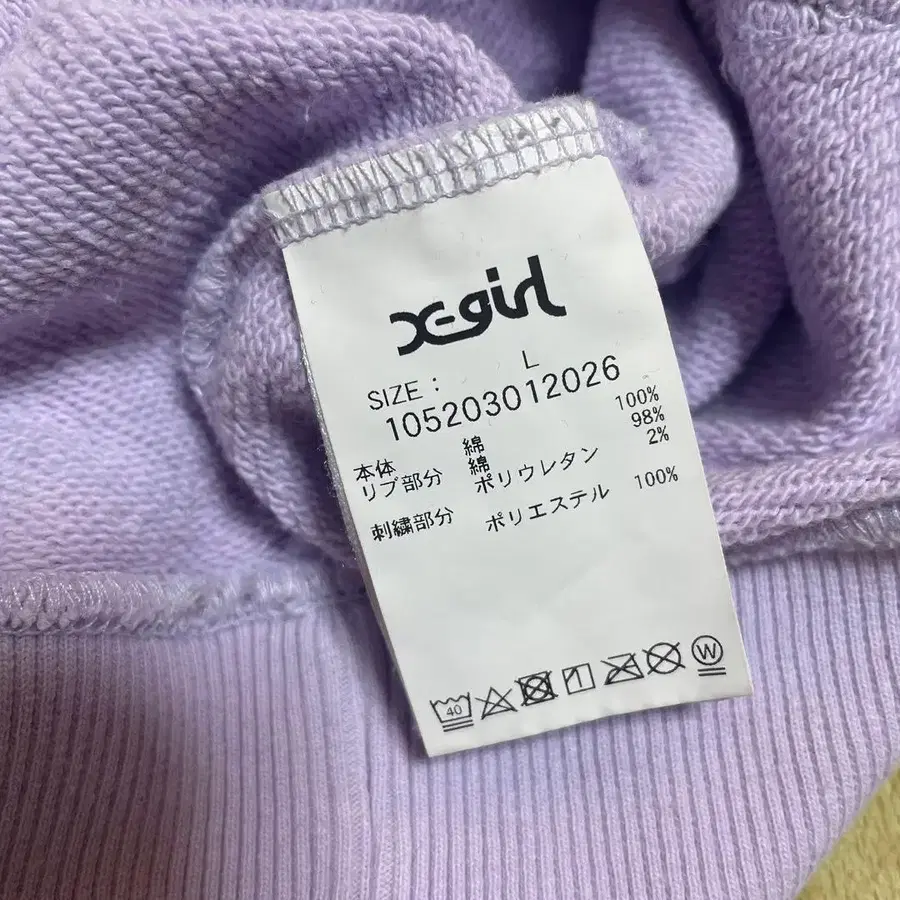 X-girl
SIZE : L
105203012026
本体 綿 100%
リブ部分 綿 98%
ポリウレタン 2%
刺繍部分 ポリエステル 100%
40 W